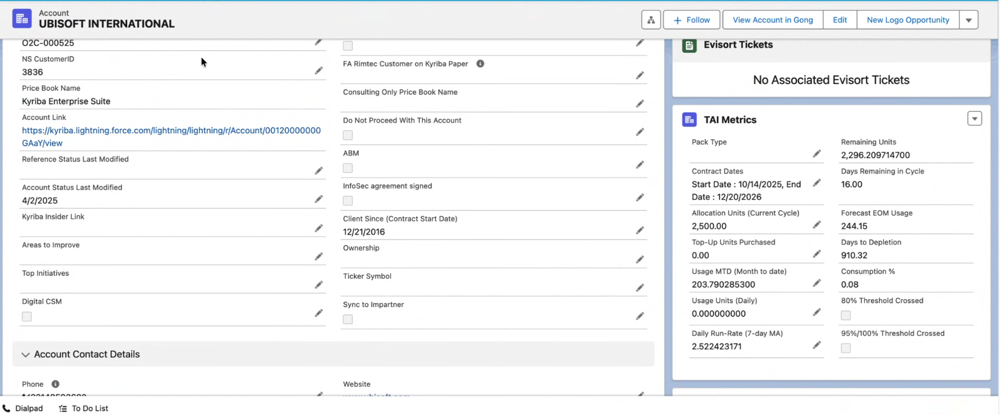 Account
UBISOFT INTERNATIONAL
Follow
View Account in Gong
Edit
New Logo Opportunity
O2C-000525
NS CustomerID
3836
Price Book Name
Kyriba Enterprise Suite
Account Link
https://kyriba.lightning.force.com/lightning/lightning/r/Account/00120000000
GAaY/view
Reference Status Last Modified
Account Status Last Modified
4/2/2025
Kyriba Insider Link
Areas to Improve
Top Initiatives
Digital CSM
FA Rimtec Customer on Kyriba Paper
Consulting Only Price Book Name
Do Not Proceed With This Account
ABM
InfoSec agreement signed
Client Since (Contract Start Date)
12/21/2016
Ownership
Ticker Symbol
Sync to Impartner
Account Contact Details
Phone
Website
Evisort Tickets
No Associated Evisort Tickets
TAI Metrics
Pack Type
Contract Dates
Start Date : 10/14/2025, End
Date : 12/20/2026
Allocation Units (Current Cycle)
2,500.00
Top-Up Units Purchased
0.00
Usage MTD (Month to date)
203.790285300
Usage Units (Daily)
0.000000000
Daily Run-Rate (7-day MA)
2.522423171
Remaining Units
2,296.209714700
Days Remaining in Cycle
16.00
Forecast EOM Usage
244.15
Days to Depletion
910.32
Consumption %
0.08
80% Threshold Crossed
95%/100% Threshold Crossed
Dialpad
To Do List